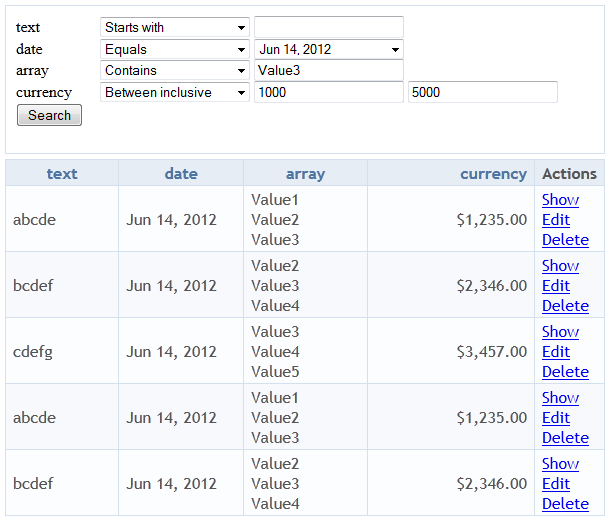 text Starts with
date Equals Jun 14, 2012
array Contains Value3
currency Between inclusive 1000 5000
Search
text date array currency Actions
Value1 Show
abcde Jun 14, 2012 Value2 $1,235.00 Edit
Value3 Delete
Value2 Show
bcdef Jun 14, 2012 Value3 $2,346.00 Edit
Value4 Delete
Value3 Show
cdefg Jun 14, 2012 Value4 $3,457.00 Edit
Value5 Delete
Value1 Show
abcde Jun 14, 2012 Value2 $1,235.00 Edit
Value3 Delete
Value2 Show
bcdef Jun 14, 2012 Value3 $2,346.00 Edit
Value4 Delete